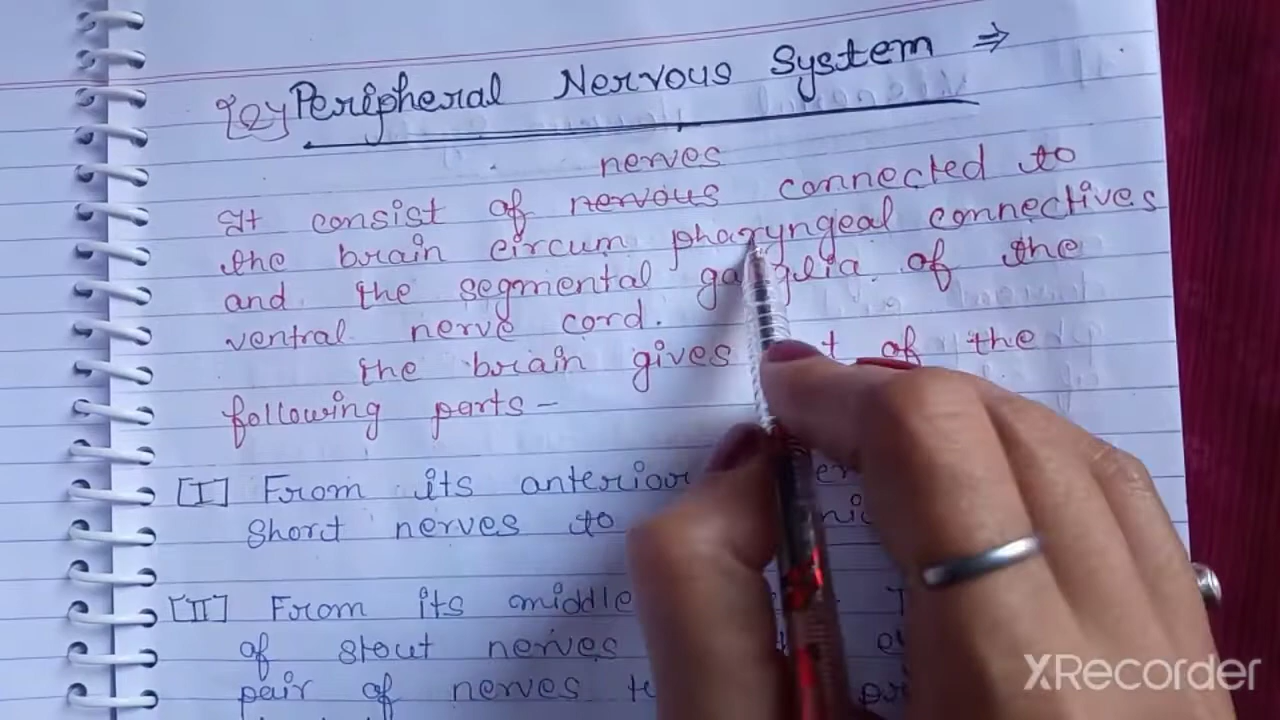 [2] Peripheral Nervous System ⇒
nerves
It consist of nervous connected to
the brain circum pharyngeal connectives
and the segmental ganglia of the
ventral nerve cord.
the brain gives of the
following parts-
[I] From its anterior
Short nerves to
[II] From its middle
of stout nerves
pair of nerves
XRecorder